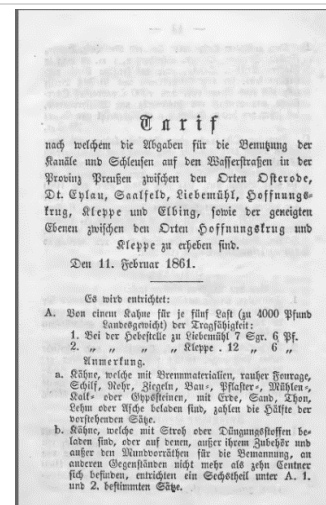 Tarif
nach welchem die Abgaben für die Benutzung der
Kanäle und Schleusen auf den Wasserstraßen in der
Provinz Preußen zwischen den Orten Osterode,
Dt. Eylau, Saalfeld, Liebemühl, Hoffnungs-
krug, Kleppe und Elbing, sowie der geneigten
Ebenen zwischen den Orten Hoffnungskrug und
Kleppe zu erheben sind.
Den 11. Februar 1861.
Es wird entrichtet:
A. Von einem Kahne für je fünf Last (zu 4000 Pfund
Landesgewicht) der Tragfähigkeit:
1. Bei der Hebestelle zu Liebemühl 7 Sgr. 6 Pf.
2. „ „ „ „ Kleppe . 12 „ 6 „
Anmerkung.
a. Kähne, welche mit Brennmaterialien, rauher Fourage,
Schilf, Rohr, Ziegeln, Bau-, Pflaster-, Mühlen-,
Kalk- oder Gypssteinen, mit Erde, Sand, Thon,
Lehm oder Asche beladen sind, zahlen die Hälfte der
vorstehenden Sätze.
b. Kähne, welche mit Stroh oder Düngungsstoffen be-
laden sind, oder auf denen, außer ihrem Zubehör und
außer den Mundvorräthen für die Bemannung, an
anderen Gegenständen nicht mehr als zehn Centner
sich befinden, entrichten ein Sechstheil unter A. 1.
und 2. bestimmten Sätze.